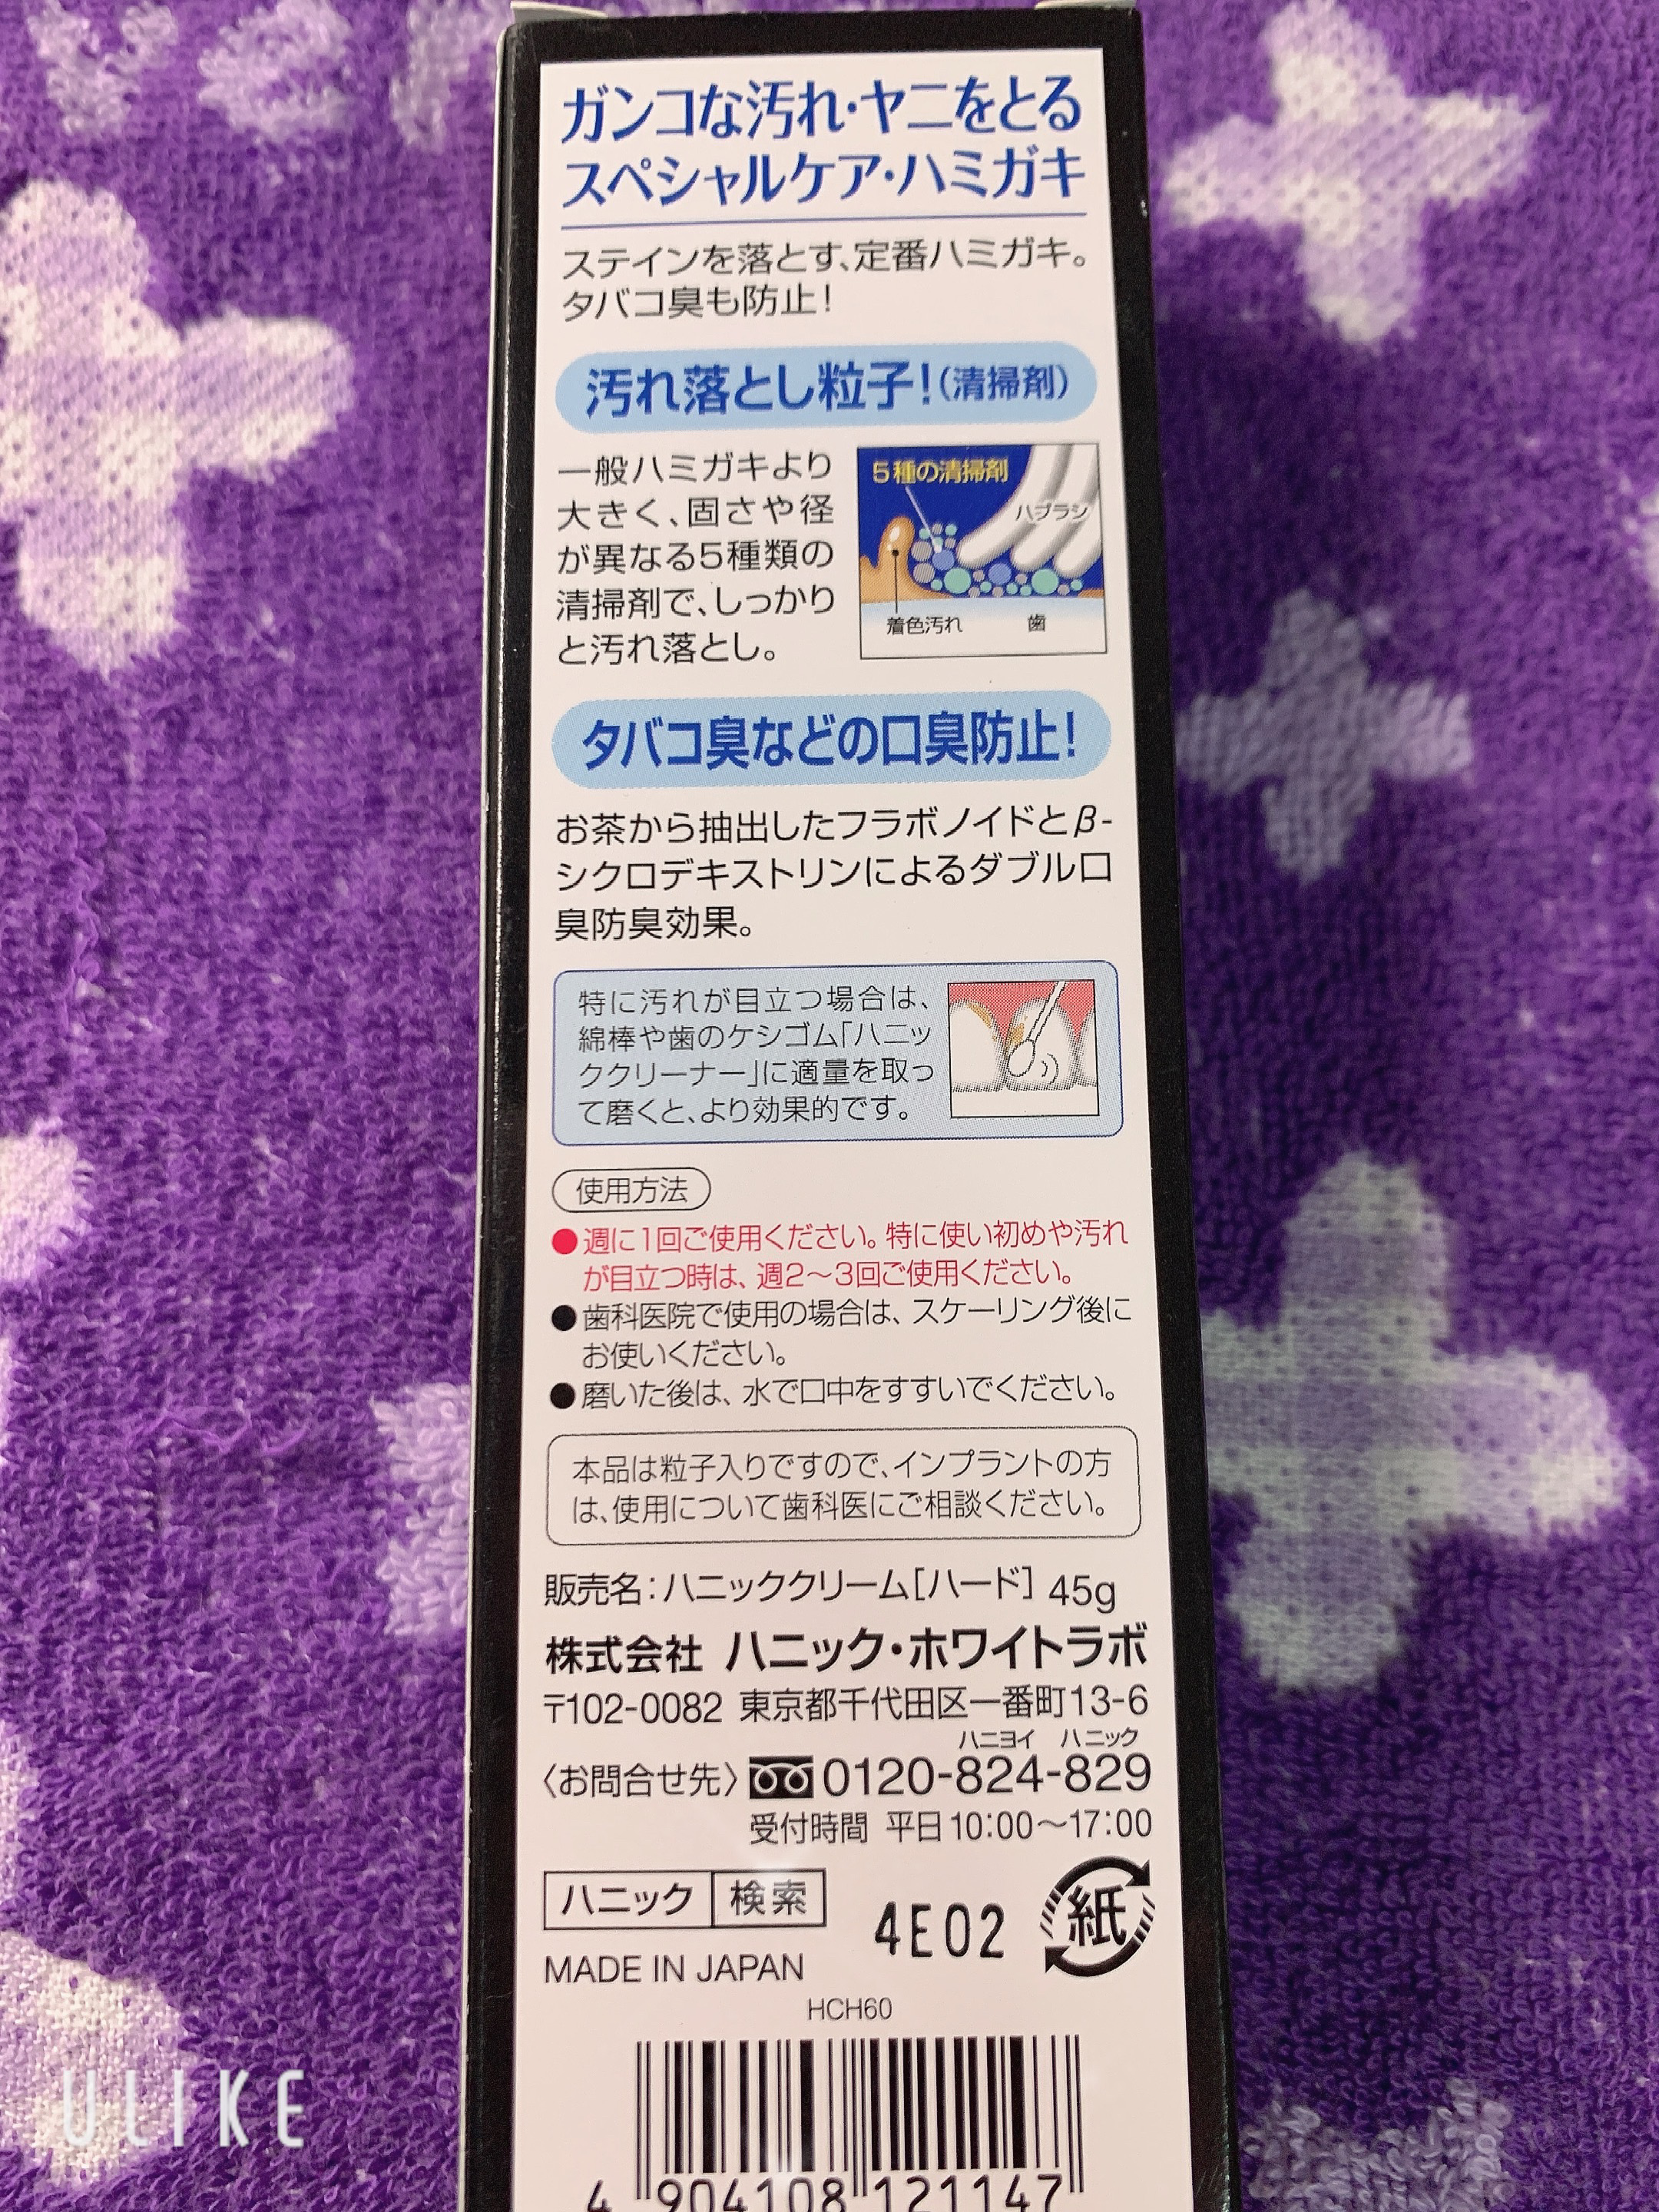 ガンコな汚れ・ヤニをとる
スペシャルケア・ハミガキ
ステインを落とす、定番ハミガキ。
タバコ臭も防止!
汚れ落とし粒子!(清掃剤)
一般ハミガキより
大きく、固さや径
が異なる5種類の
清掃剤で、しっかり
と汚れ落とし。
5種の清掃剤
ハブラシ
着色汚れ 歯
タバコ臭などの口臭防止!
お茶から抽出したフラボノイドとβ-
シクロデキストリンによるダブル口
臭防臭効果。
特に汚れが目立つ場合は、
綿棒や歯のケシゴム「ハニッ
ククリーナー」に適量を取っ
て磨くと、より効果的です。
使用方法
●週に1回ご使用ください。特に使い初めや汚れ
が目立つ時は、週2〜3回ご使用ください。
●歯科医院で使用の場合は、スケーリング後に
お使いください。
●磨いた後は、水で口中をすすいでください。
本品は粒子入りですので、インプラントの方
は、使用について歯科医にご相談ください。
販売名:ハニッククリーム[ハード] 45g
株式会社 ハニック・ホワイトラボ
〒102-0082 東京都千代田区一番町13-6
ハニヨイ ハニック
〈お問合せ先〉0120-824-829
受付時間 平日10:00〜17:00
ハニック 検索
4E02
紙
MADE IN JAPAN
HCH60
4 904108 121147
ULIKE